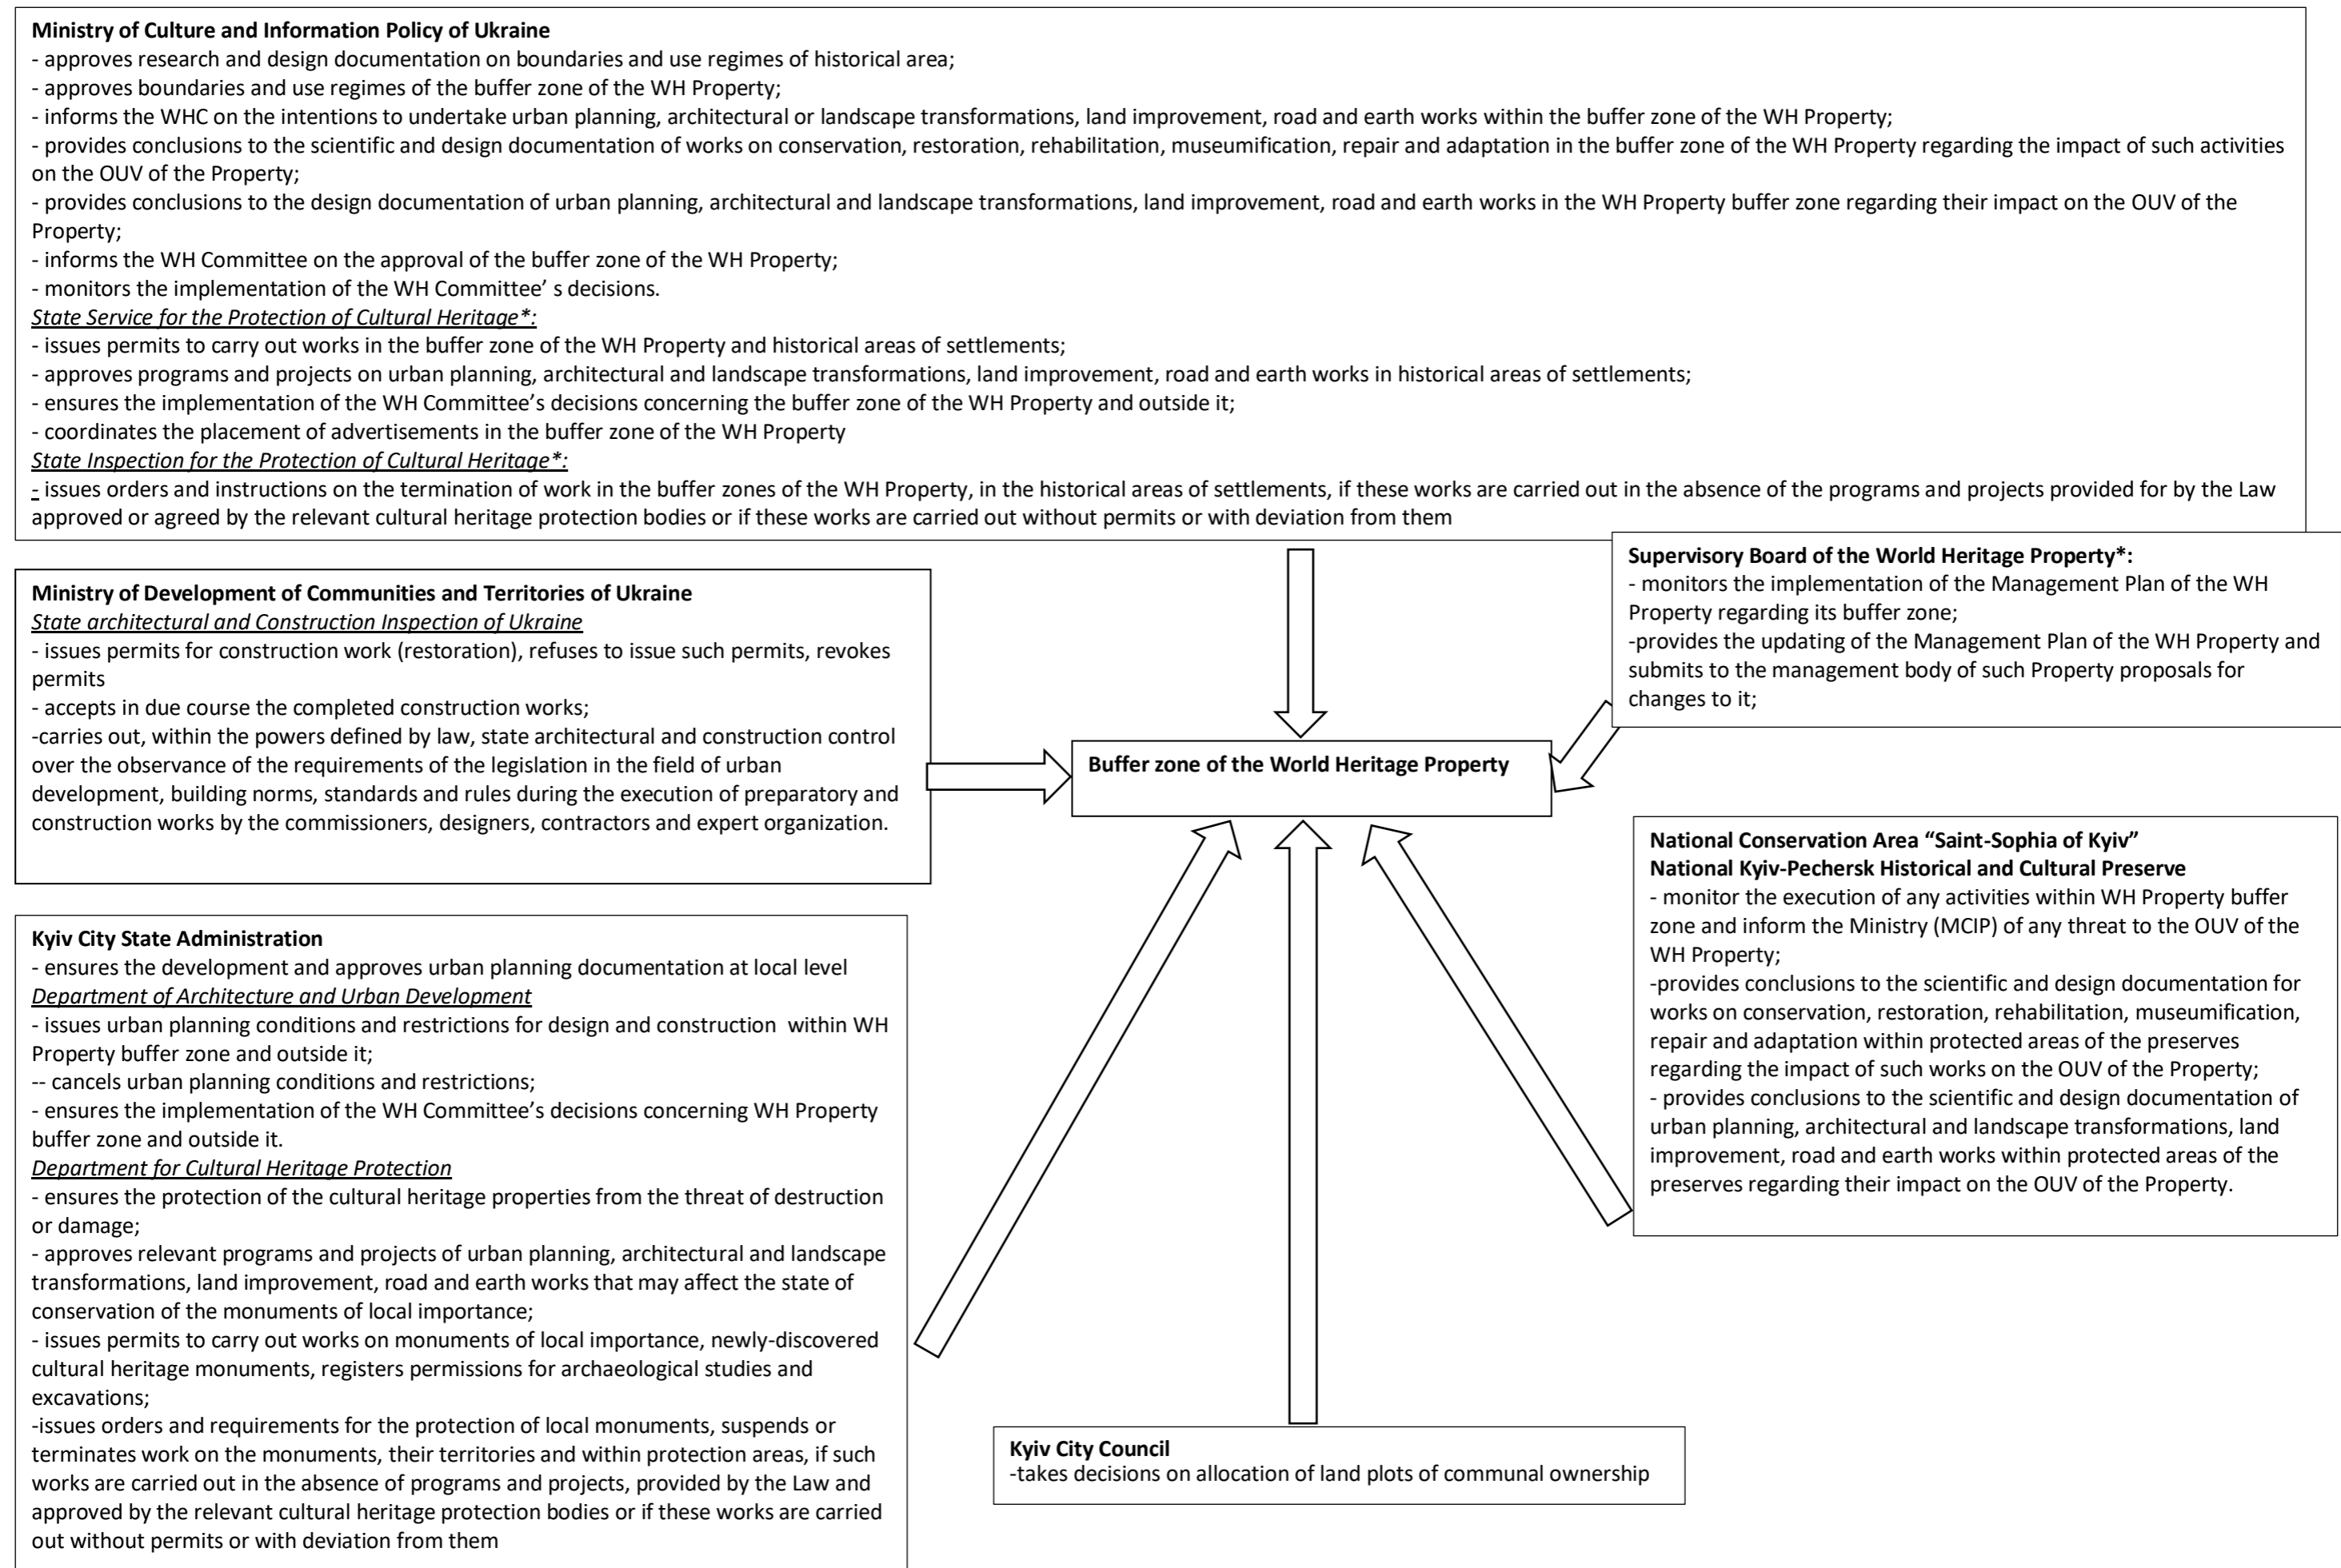 Ministry of Culture and Information Policy of Ukraine
- approves research and design documentation on boundaries and use regimes of historical area;
- approves boundaries and use regimes of the buffer zone of the WH Property;
- informs the WHC on the intentions to undertake urban planning, architectural or landscape transformations, land improvement, road and earth works within the buffer zone of the WH Property;
- provides conclusions to the scientific and design documentation of works on conservation, restoration, rehabilitation, museumification, repair and adaptation in the buffer zone of the WH Property regarding the impact of such activities
on the OUV of the Property;
- provides conclusions to the design documentation of urban planning, architectural and landscape transformations, land improvement, road and earth works in the WH Property buffer zone regarding their impact on the OUV of the
Property;
- informs the WH Committee on the approval of the buffer zone of the WH Property;
- monitors the implementation of the WH Committee' s decisions.
State Service for the Protection of Cultural Heritage*:
- issues permits to carry out works in the buffer zone of the WH Property and historical areas of settlements;
- approves programs and projects on urban planning, architectural and landscape transformations, land improvement, road and earth works in historical areas of settlements;
- ensures the implementation of the WH Committee's decisions concerning the buffer zone of the WH Property and outside it;
- coordinates the placement of advertisements in the buffer zone of the WH Property
State Inspection for the Protection of Cultural Heritage*:
- issues orders and instructions on the termination of work in the buffer zones of the WH Property, in the historical areas of settlements, if these works are carried out in the absence of the programs and projects provided for by the Law
approved or agreed by the relevant cultural heritage protection bodies or if these works are carried out without permits or with deviation from them
Supervisory Board of the World Heritage Property*:
- monitors the implementation of the Management Plan of the WH
Property regarding its buffer zone;
-provides the updating of the Management Plan of the WH Property and
submits to the management body of such Property proposals for
changes to it;
Ministry of Development of Communities and Territories of Ukraine
State architectural and Construction Inspection of Ukraine
- issues permits for construction work (restoration), refuses to issue such permits, revokes
permits
- accepts in due course the completed construction works;
-carries out, within the powers defined by law, state architectural and construction control
over the observance of the requirements of the legislation in the field of urban
development, building norms, standards and rules during the execution of preparatory and
construction works by the commissioners, designers, contractors and expert organization.
Buffer zone of the World Heritage Property
National Conservation Area “Saint-Sophia of Kyiv”
National Kyiv-Pechersk Historical and Cultural Preserve
- monitor the execution of any activities within WH Property buffer
zone and inform the Ministry (MCIP) of any threat to the OUV of the
WH Property;
-provides conclusions to the scientific and design documentation for
works on conservation, restoration, rehabilitation, museumification,
repair and adaptation within protected areas of the preserves
regarding the impact of such works on the OUV of the Property;
- provides conclusions to the scientific and design documentation of
urban planning, architectural and landscape transformations, land
improvement, road and earth works within protected areas of the
preserves regarding their impact on the OUV of the Property.
Kyiv City State Administration
- ensures the development and approves urban planning documentation at local level
Department of Architecture and Urban Development
- issues urban planning conditions and restrictions for design and construction  within WH
Property buffer zone and outside it;
-- cancels urban planning conditions and restrictions;
- ensures the implementation of the WH Committee's decisions concerning WH Property
buffer zone and outside it.
Department for Cultural Heritage Protection
- ensures the protection of the cultural heritage properties from the threat of destruction
or damage;
- approves relevant programs and projects of urban planning, architectural and landscape
transformations, land improvement, road and earth works that may affect the state of
conservation of the monuments of local importance;
- issues permits to carry out works on monuments of local importance, newly-discovered
cultural heritage monuments, registers permissions for archaeological studies and
excavations;
-issues orders and requirements for the protection of local monuments, suspends or
terminates work on the monuments, their territories and within protection areas, if such
works are carried out in the absence of programs and projects, provided by the Law and
approved by the relevant cultural heritage protection bodies or if these works are carried
out without permits or with deviation from them
Kyiv City Council
-takes decisions on allocation of land plots of communal ownership